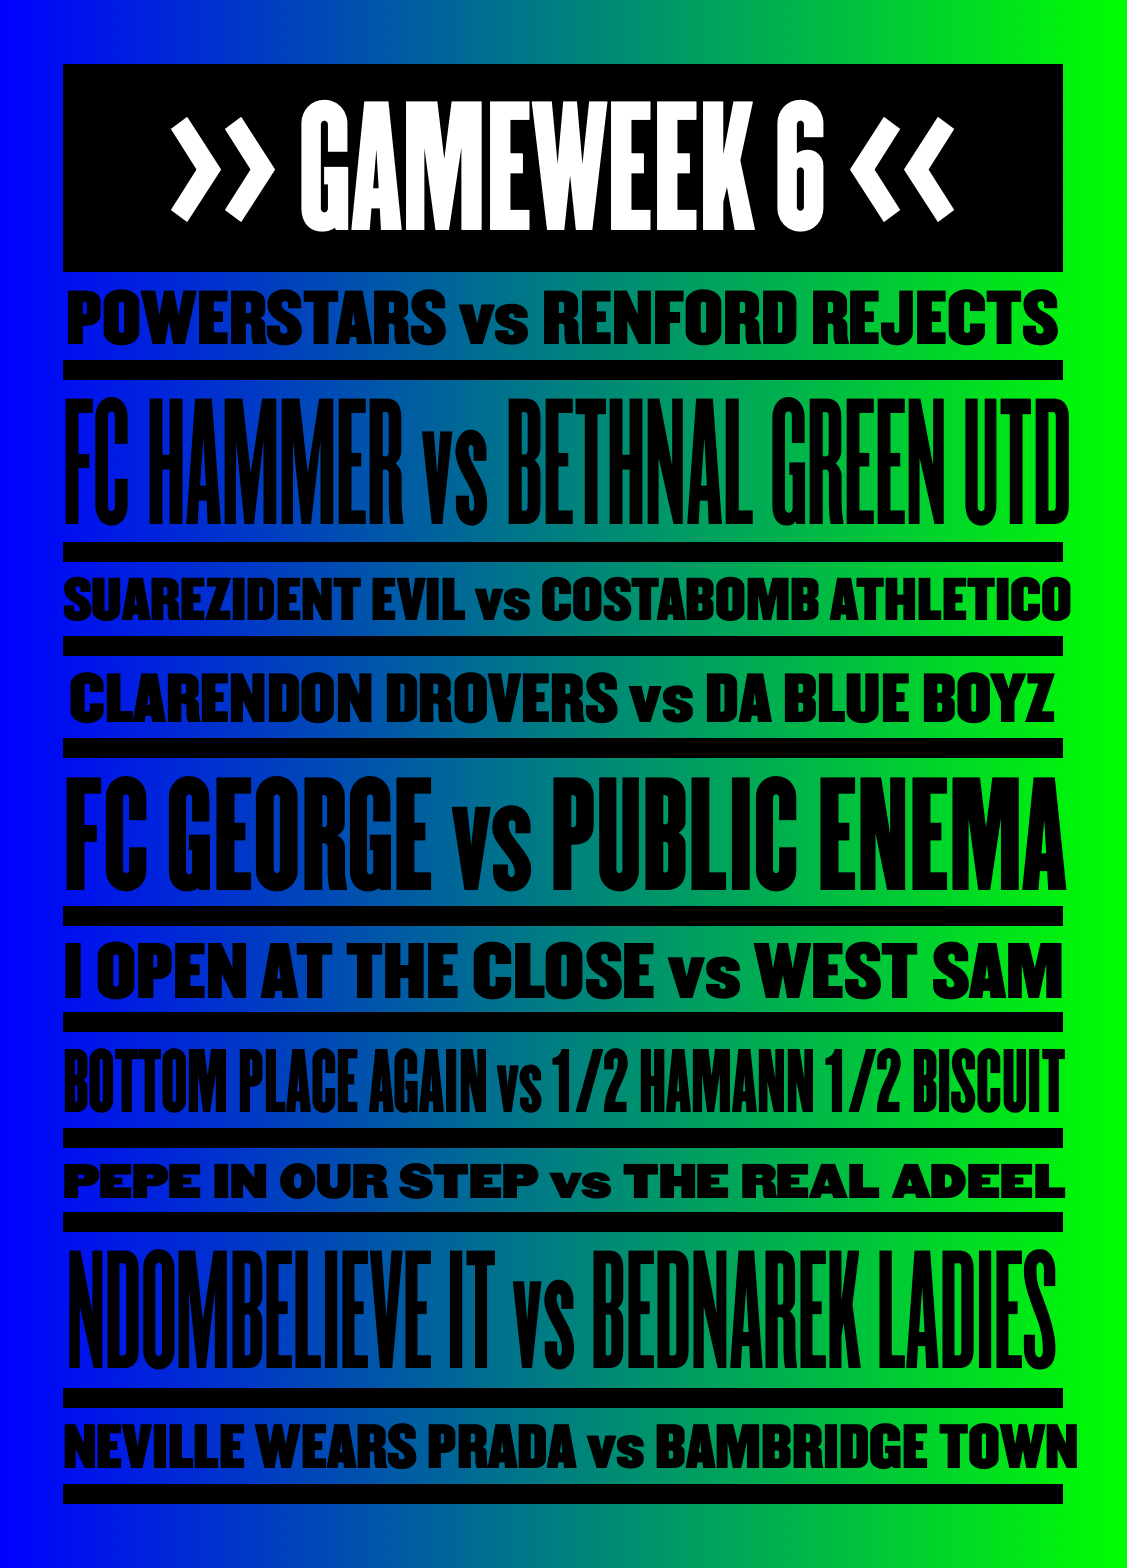 >> GAMEWEEK 6 <<
POWERSTARS vs RENFORD REJECTS
FC HAMMER vs BETHNAL GREEN UTD
SUAREZIDENT EVIL vs COSTABOMB ATHLETICO
CLARENDON DROVERS vs DA BLUE BOYZ
FC GEORGE vs PUBLIC ENEMA
I OPEN AT THE CLOSE vs WEST SAM
BOTTOM PLACE AGAIN vs 1/2 HAMANN 1/2 BISCUIT
PEPE IN OUR STEP vs THE REAL ADEEL
NDOMBELIEVE IT vs BEDNAREK LADIES
NEVILLE WEARS PRADA vs BAMBRIDGE TOWN